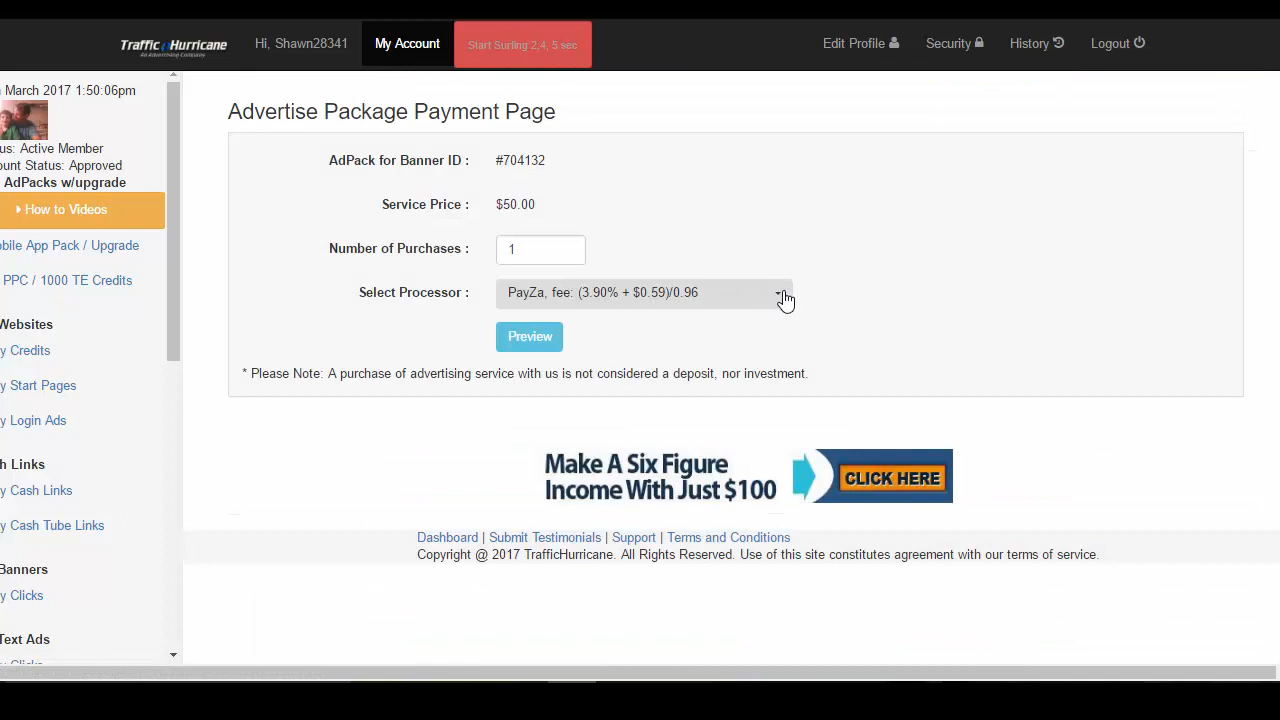 Traffic Hurricane
An Advertising Company
Hi, Shawn28341
My Account
Start Surfing 2,4, 5 sec
Edit Profile
Security
History
Logout
March 2017 1:50:06pm
us: Active Member
ount Status: Approved
AdPacks w/upgrade
How to Videos
obile App Pack / Upgrade
PPC / 1000 TE Credits
Websites
y Credits
y Start Pages
y Login Ads
h Links
y Cash Links
y Cash Tube Links
Banners
y Clicks
Text Ads
y Clicks
Advertise Package Payment Page
AdPack for Banner ID : #704132
Service Price : $50.00
Number of Purchases : 1
Select Processor : PayZa, fee: (3.90% + $0.59)/0.96
Preview
* Please Note: A purchase of advertising service with us is not considered a deposit, nor investment.
Make A Six Figure
Income With Just $100
CLICK HERE
Dashboard | Submit Testimonials | Support | Terms and Conditions
Copyright @ 2017 TrafficHurricane. All Rights Reserved. Use of this site constitutes agreement with our terms of service.